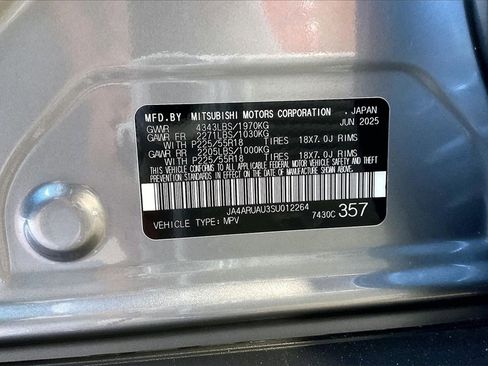 MFD.BY MITSUBISHI MOTORS CORPORATION JAPAN
GVWR 4343LBS/1970KG JUN 2025
GAWR FR 2271LBS/1030KG
WITH P225/55R18 TIRES 18X7.0J RIMS
GAWR RR 2205LBS/1000KG
WITH P225/55R18 TIRES 18X7.0J RIMS
THIS VEHICLE CONFORMS TO ALL APPLICABLE
FEDERAL MOTOR VEHICLE SAFETY AND THEFT
PREVENTION STANDARDS IN EFFECT ON THE DATE
OF MANUFACTURE SHOWN ABOVE.
JA4ARUAU3SU012264
VEHICLE TYPE: MPV 7430C 357